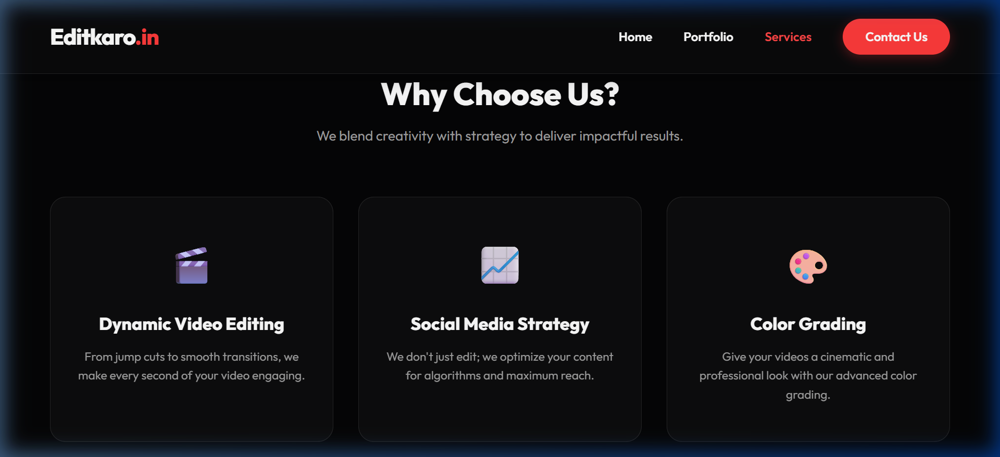 Editkaro.in
Home
Portfolio
Services
Contact Us
Why Choose Us?
We blend creativity with strategy to deliver impactful results.
Dynamic Video Editing
From jump cuts to smooth transitions, we
make every second of your video engaging.
Social Media Strategy
We don't just edit; we optimize your content
for algorithms and maximum reach.
Color Grading
Give your videos a cinematic and
professional look with our advanced color
grading.